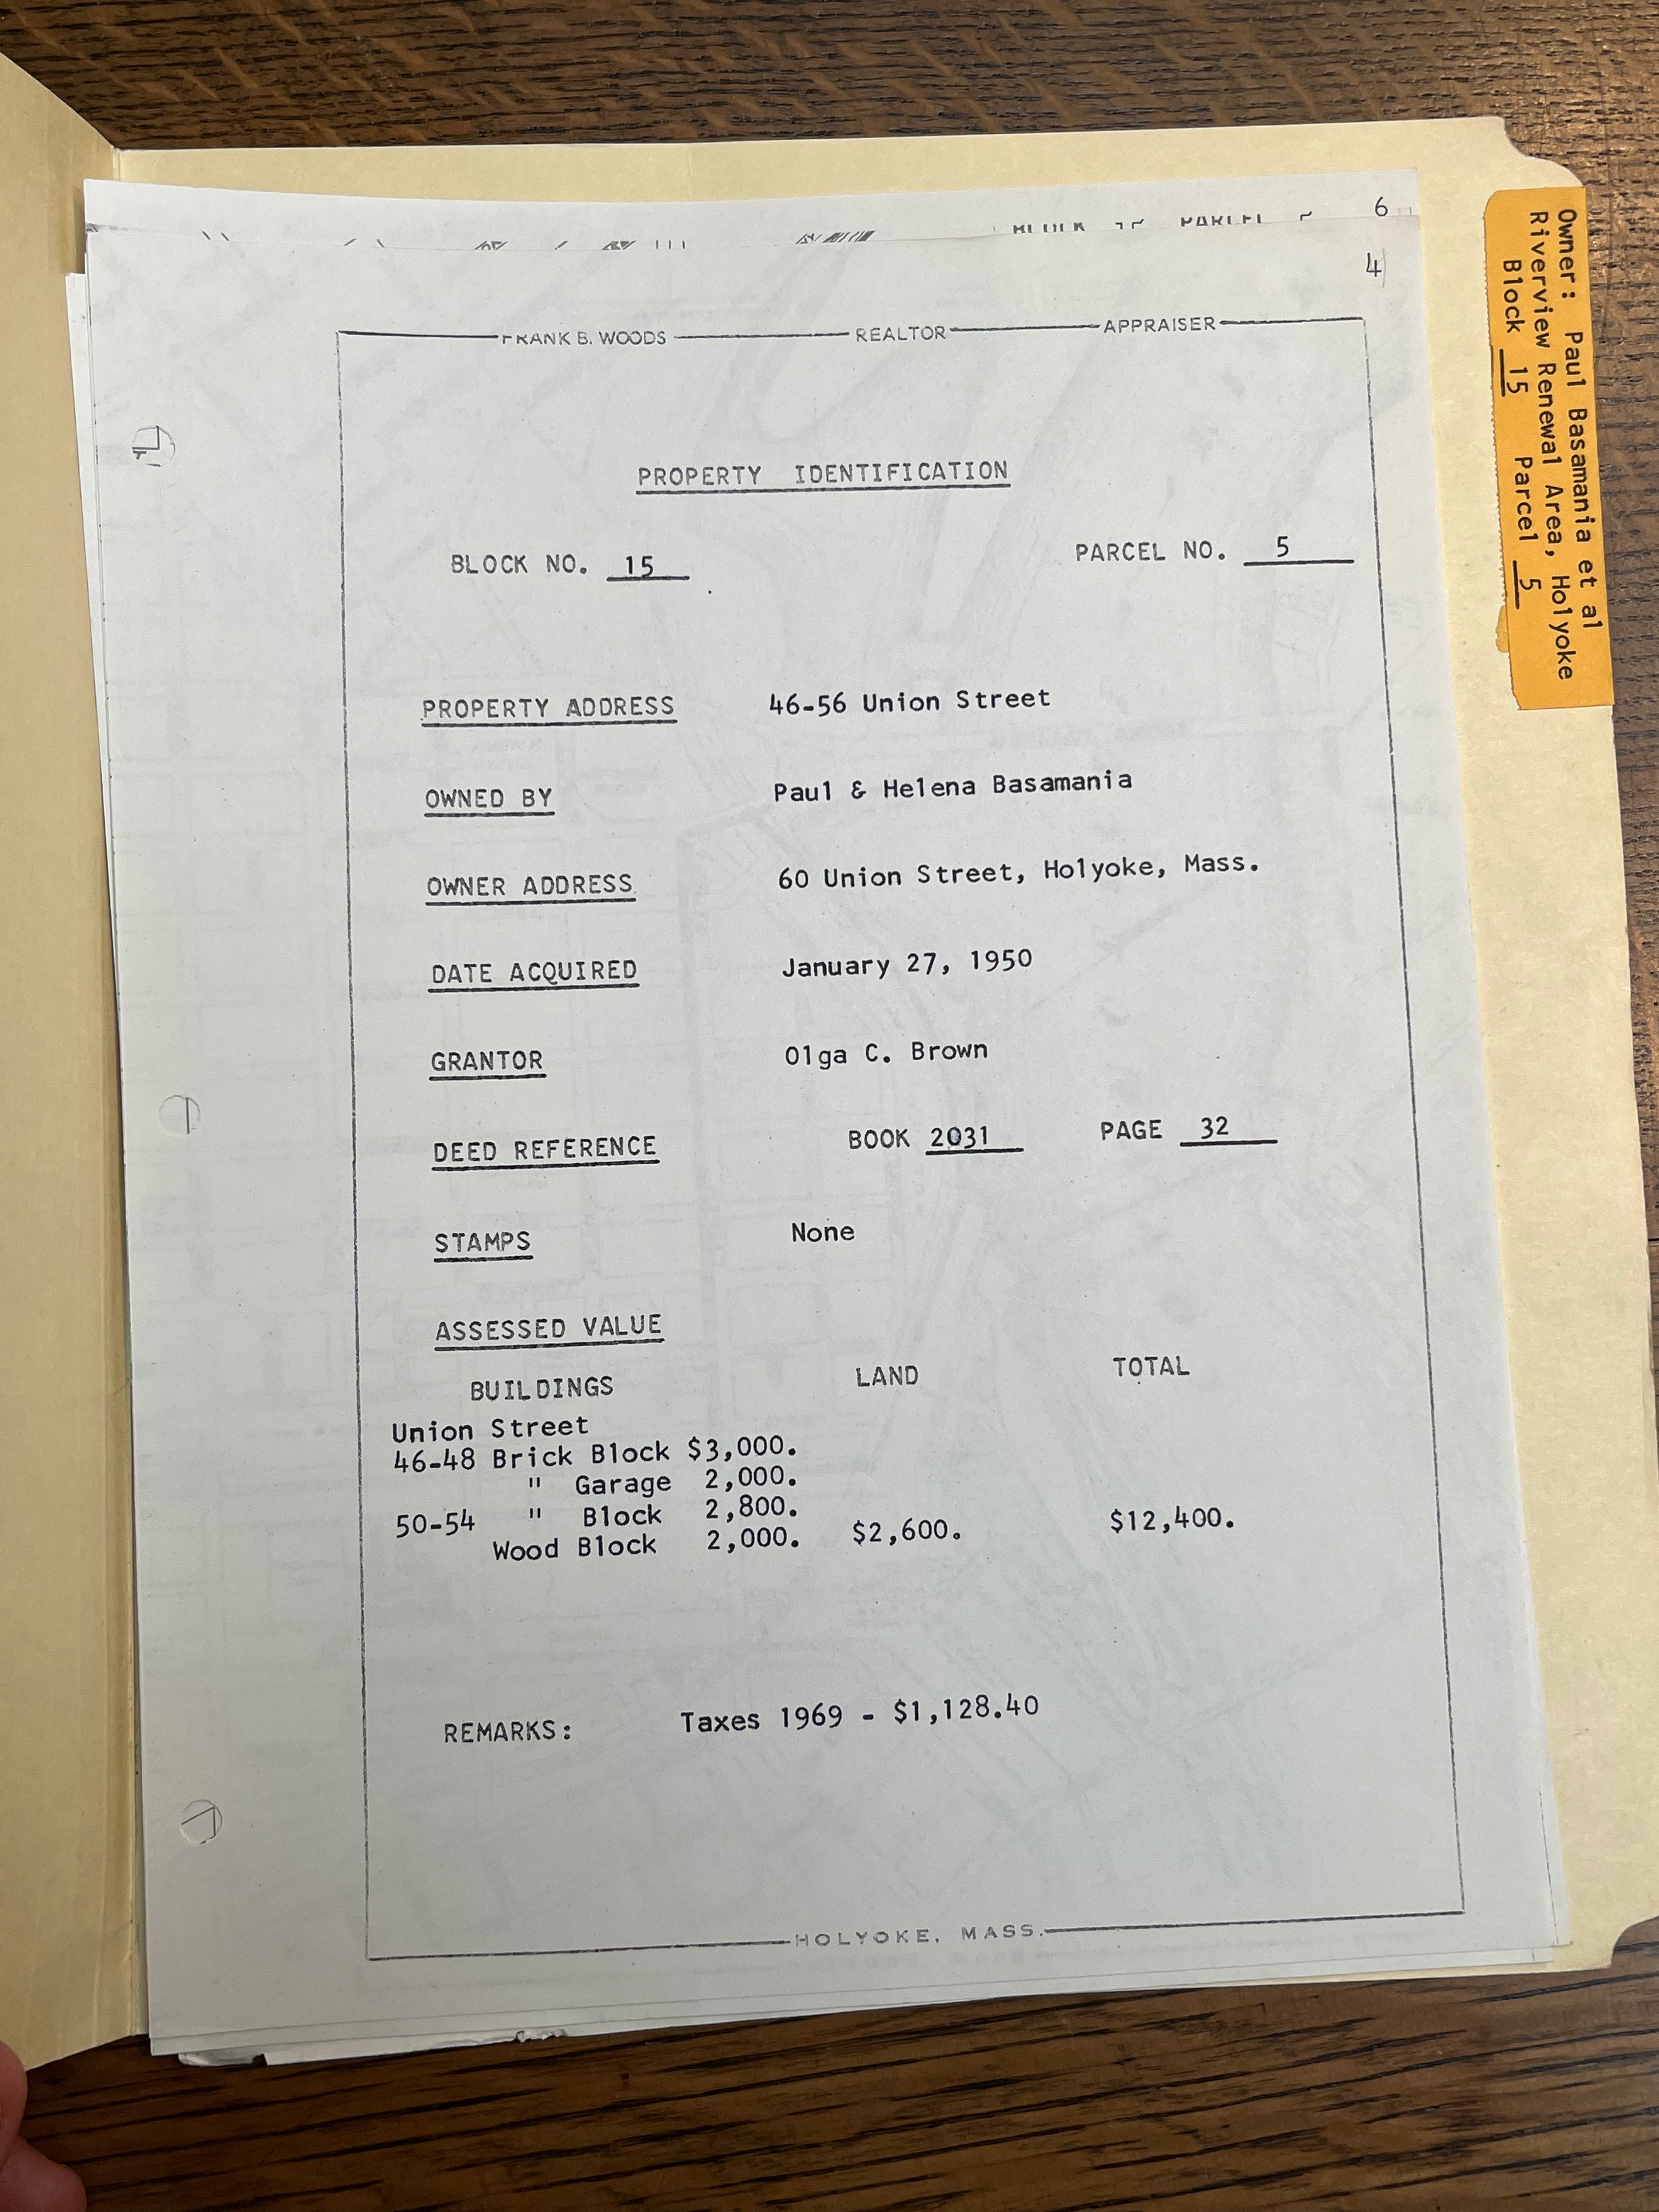 6
4
FRANK B. WOODS REALTOR APPRAISER
PROPERTY IDENTIFICATION
BLOCK NO. 15 PARCEL NO. 5
PROPERTY ADDRESS 46-56 Union Street
OWNED BY Paul & Helena Basamania
OWNER ADDRESS 60 Union Street, Holyoke, Mass.
DATE ACQUIRED January 27, 1950
GRANTOR Olga C. Brown
DEED REFERENCE BOOK 2031 PAGE 32
STAMPS None
ASSESSED VALUE
BUILDINGS LAND TOTAL
Union Street
46-48 Brick Block $3,000.
" Garage 2,000.
50-54 " Block 2,800.
Wood Block 2,000. $2,600. $12,400.
REMARKS: Taxes 1969 - $1,128.40
HOLYOKE, MASS.
Owner: Paul Basamania et al
Riverview Renewal Area, Holyoke
Block 15 Parcel 5